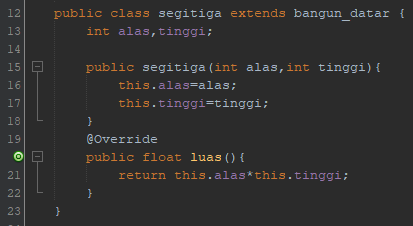 12 public class segitiga extends bangun_datar {
13 int alas,tinggi;
14
15 public segitiga(int alas,int tinggi){
16 this.alas=alas;
17 this.tinggi=tinggi;
18 }
19 @Override
public float luas(){
21 return this.alas*this.tinggi;
22 }
23 }